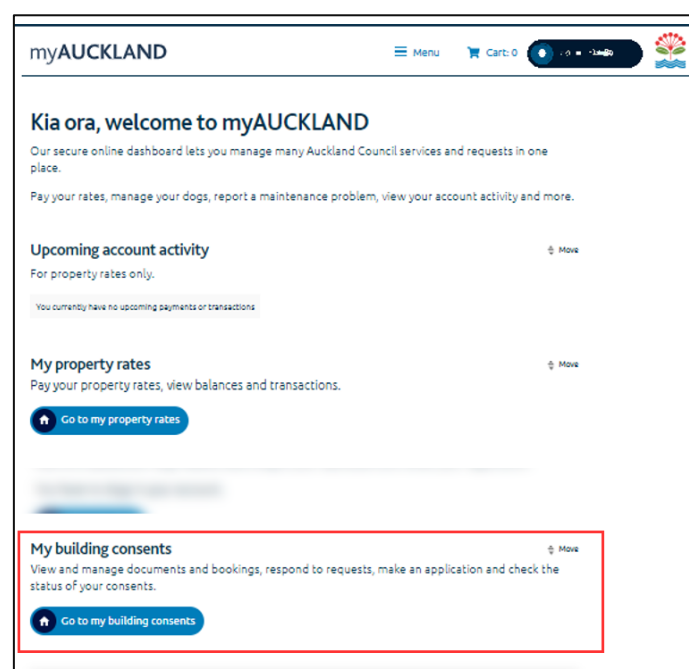 myAUCKLAND
Menu
Cart: 0
Kia ora, welcome to myAUCKLAND
Our secure online dashboard lets you manage many Auckland Council services and requests in one
place.
Pay your rates, manage your dogs, report a maintenance problem, view your account activity and more.
Upcoming account activity
Move
For property rates only.
You currently have no upcoming payments or transactions
My property rates
Move
Pay your property rates, view balances and transactions.
Go to my property rates
My building consents
Move
View and manage documents and bookings, respond to requests, make an application and check the
status of your consents.
Go to my building consents